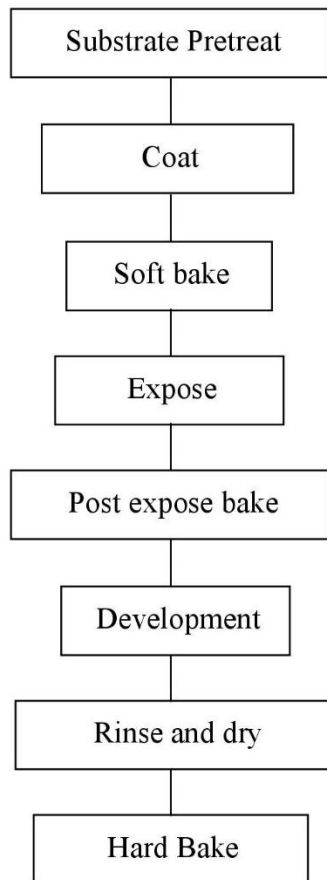 Substrate Pretreat
Coat
Soft bake
Expose
Post expose bake
Development
Rinse and dry
Hard Bake